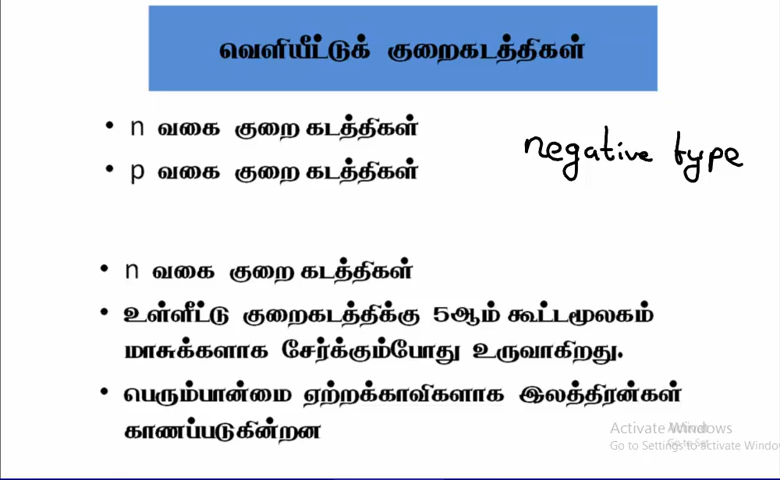 வெளியீட்டுக் குறைகடத்திகள்
• n வகை குறை கடத்திகள்
• p வகை குறை கடத்திகள்
negative type
• n வகை குறை கடத்திகள்
• உள்ளீட்டு குறைகடத்திக்கு 5ஆம் கூட்டமூலகம்
மாசுக்களாக சேர்க்கும்போது உருவாகிறது.
• பெரும்பான்மை ஏற்றக்காவிகளாக இலத்திரன்கள்
காணப்படுகின்றன
Activate Windows
Go to Settings to activate Windo